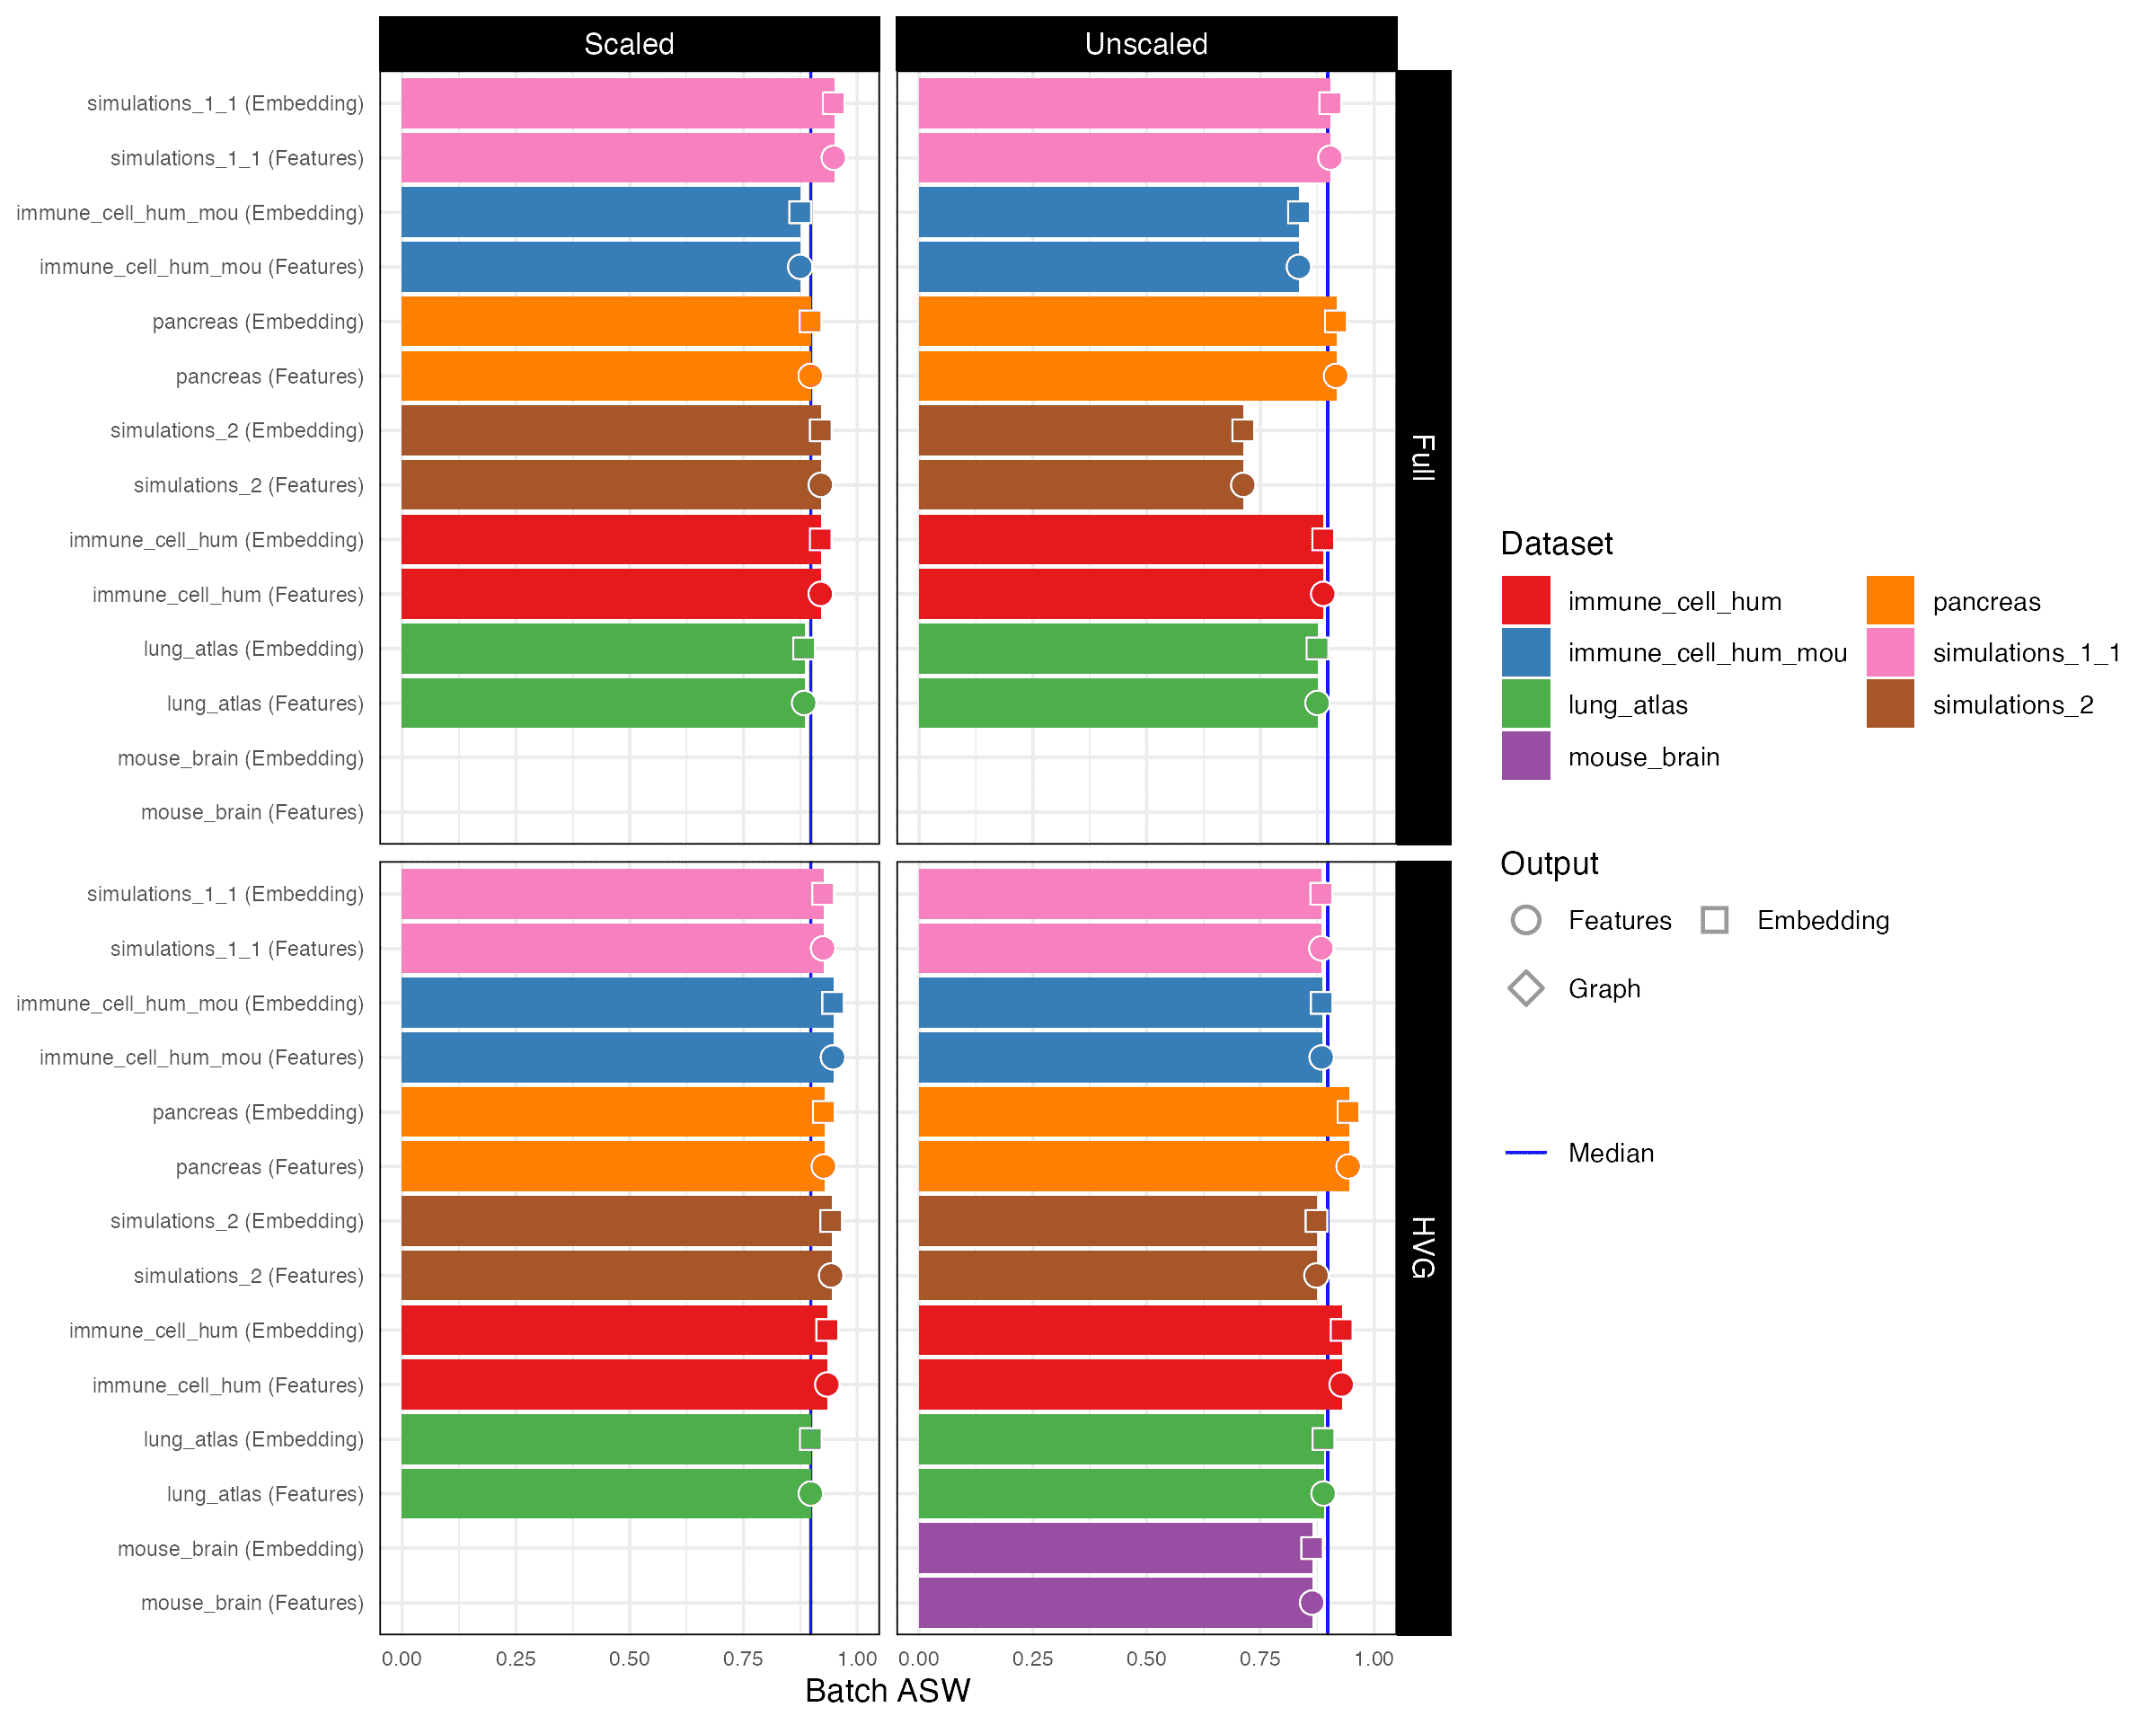 Scaled
Unscaled
simulations_1_1 (Embedding)
simulations_1_1 (Features)
immune_cell_hum_mou (Embedding)
immune_cell_hum_mou (Features)
pancreas (Embedding)
pancreas (Features)
simulations_2 (Embedding)
simulations_2 (Features)
immune_cell_hum (Embedding)
immune_cell_hum (Features)
lung_atlas (Embedding)
lung_atlas (Features)
mouse_brain (Embedding)
mouse_brain (Features)
Full
simulations_1_1 (Embedding)
simulations_1_1 (Features)
immune_cell_hum_mou (Embedding)
immune_cell_hum_mou (Features)
pancreas (Embedding)
pancreas (Features)
simulations_2 (Embedding)
simulations_2 (Features)
immune_cell_hum (Embedding)
immune_cell_hum (Features)
lung_atlas (Embedding)
lung_atlas (Features)
mouse_brain (Embedding)
mouse_brain (Features)
HVG
0.00 0.25 0.50 0.75 1.00
0.00 0.25 0.50 0.75 1.00
Batch ASW
Dataset
immune_cell_hum
immune_cell_hum_mou
lung_atlas
mouse_brain
pancreas
simulations_1_1
simulations_2
Output
Features
Embedding
Graph
Median